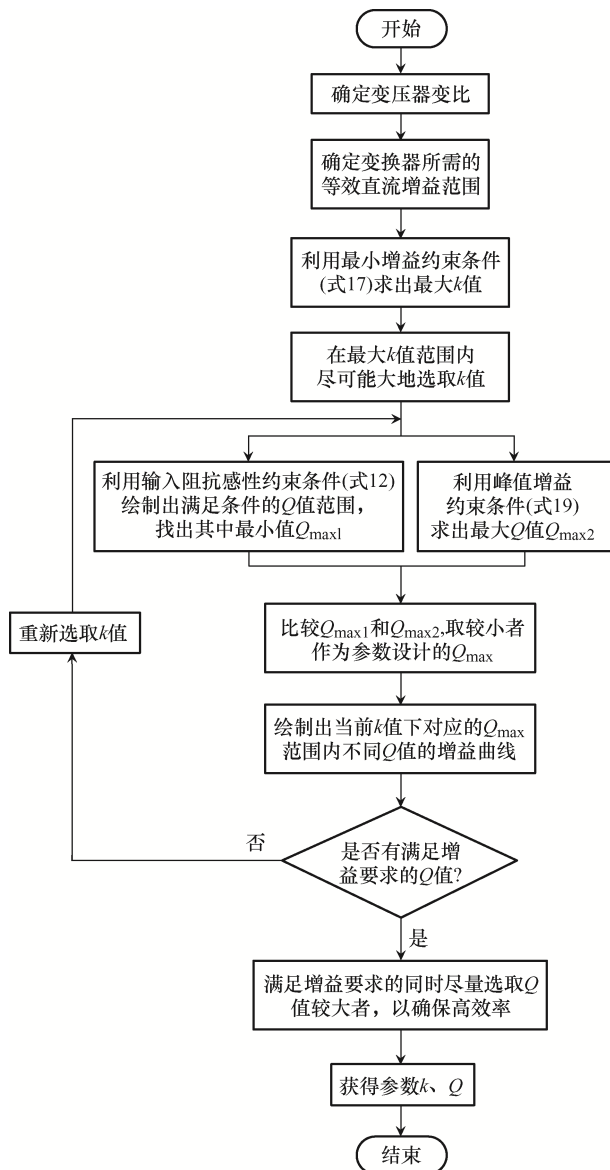 开始
确定变压器变比
确定变换器所需的
等效直流增益范围
利用最小增益约束条件
(式17)求出最大k值
在最大k值范围内
尽可能大地选取k值
利用输入阻抗感性约束条件(式12)
绘制出满足条件的Q值范围，
找出其中最小值Qmax1
利用峰值增益
约束条件(式19)
求出最大Q值Qmax2
重新选取k值
比较Qmax1和Qmax2,取较小者
作为参数设计的Qmax
绘制出当前k值下对应的Qmax
范围内不同Q值的增益曲线
否
是否有满足增
益要求的Q值?
是
满足增益要求的同时尽量选取Q
值较大者，以确保高效率
获得参数k、Q
结束